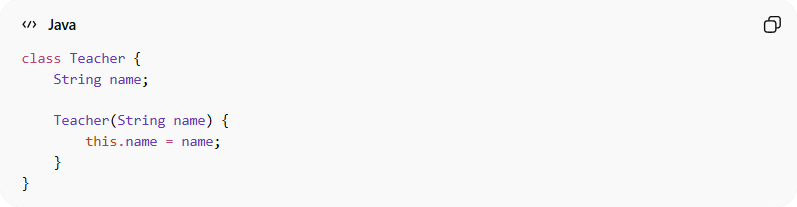 Java
class Teacher {
    String name;

    Teacher(String name) {
        this.name = name;
    }
}